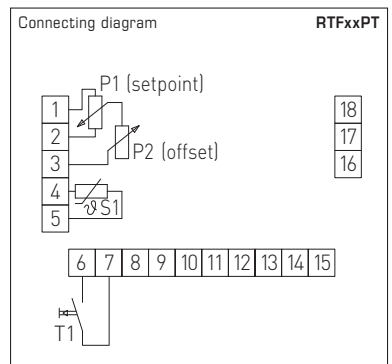 Connecting diagram RTFxxPT
P1 (setpoint)
1
18
2
17
P2 (offset)
3
16
4
ϑ S1
5
6 7 8 9 10 11 12 13 14 15
T1